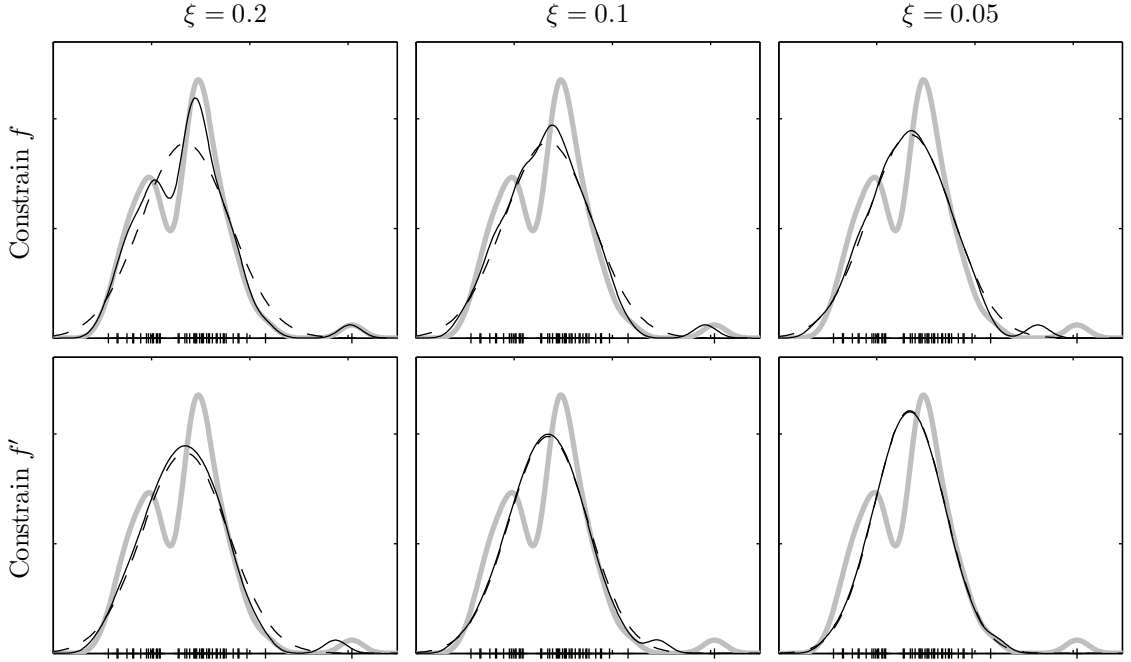 ξ = 0.2
ξ = 0.1
ξ = 0.05
Constrain f
Constrain f′